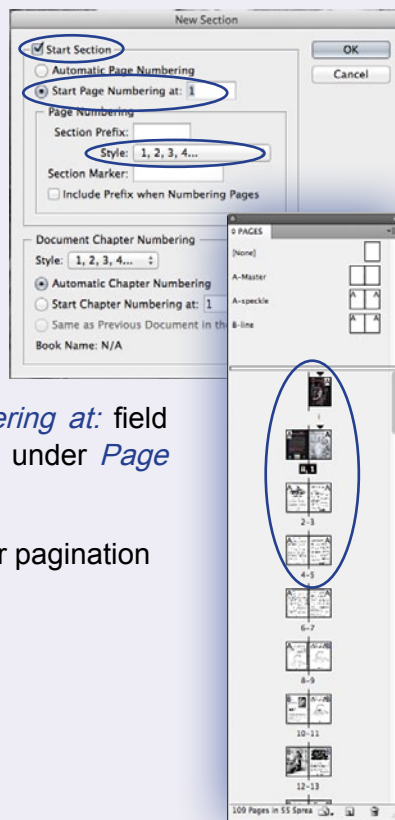 New Section
Start Section
Automatic Page Numbering
Start Page Numbering at: 1
Page Numbering
Section Prefix:
Style: 1, 2, 3, 4...
Section Marker:
Include Prefix when Numbering Pages
Document Chapter Numbering
Style: 1, 2, 3, 4...
Automatic Chapter Numbering
Start Chapter Numbering at: 1
Same as Previous Document in the
Book Name: N/A
OK
Cancel
PAGES
[None]
A-Master
A-speckle
B-line
i
ii, 1
2-3
4-5
6-7
8-9
10-11
12-13
109 Pages in 55 Sprea
ering at: field
under Page
r pagination